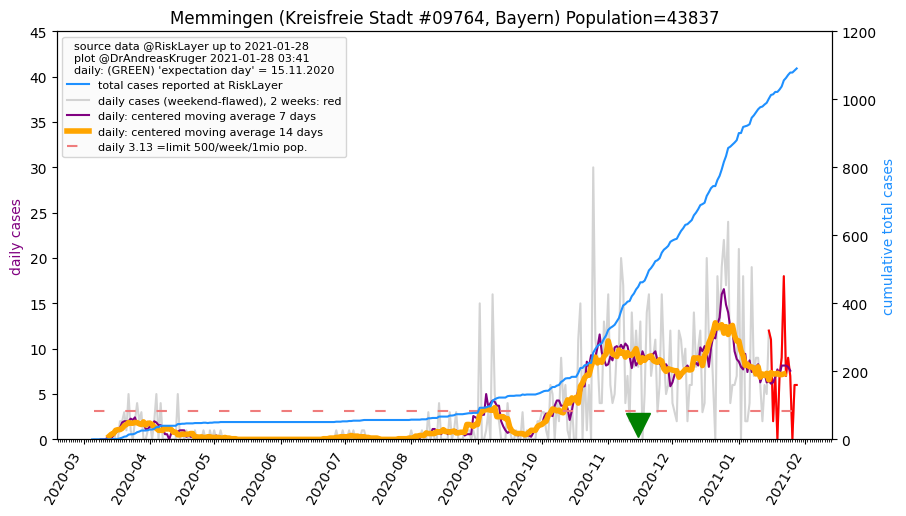 Memmingen (Kreisfreie Stadt #09764, Bayern) Population=43837
source data @RiskLayer up to 2021-01-28
plot @DrAndreasKruger 2021-01-28 03:41
daily: (GREEN) 'expectation day' = 15.11.2020
total cases reported at RiskLayer
daily cases (weekend-flawed), 2 weeks: red
daily: centered moving average 7 days
daily: centered moving average 14 days
daily 3.13 =limit 500/week/1mio pop.
daily cases
45
40
35
30
25
20
15
10
5
0
1200
1000
800
600
400
200
0
cumulative total cases
2020-03
2020-04
2020-05
2020-06
2020-07
2020-08
2020-09
2020-10
2020-11
2020-12
2021-01
2021-02